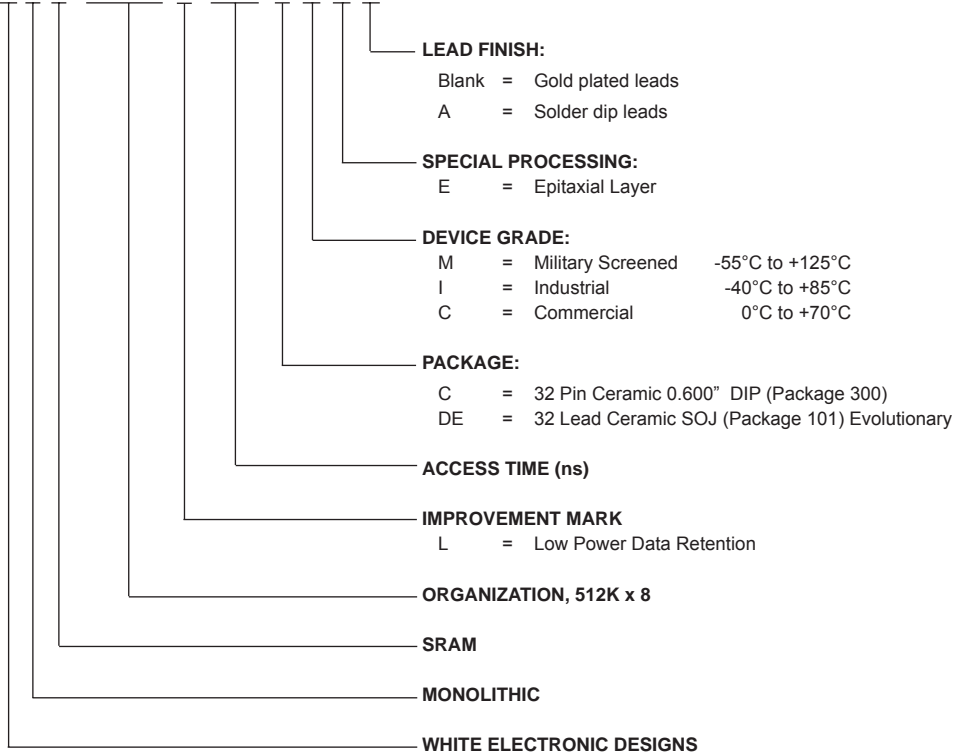 LEAD FINISH:
Blank = Gold plated leads
A = Solder dip leads
SPECIAL PROCESSING:
E = Epitaxial Layer
DEVICE GRADE:
M = Military Screened -55°C to +125°C
I = Industrial -40°C to +85°C
C = Commercial 0°C to +70°C
PACKAGE:
C = 32 Pin Ceramic 0.600” DIP (Package 300)
DE = 32 Lead Ceramic SOJ (Package 101) Evolutionary
ACCESS TIME (ns)
IMPROVEMENT MARK
L = Low Power Data Retention
ORGANIZATION, 512K x 8
SRAM
MONOLITHIC
WHITE ELECTRONIC DESIGNS